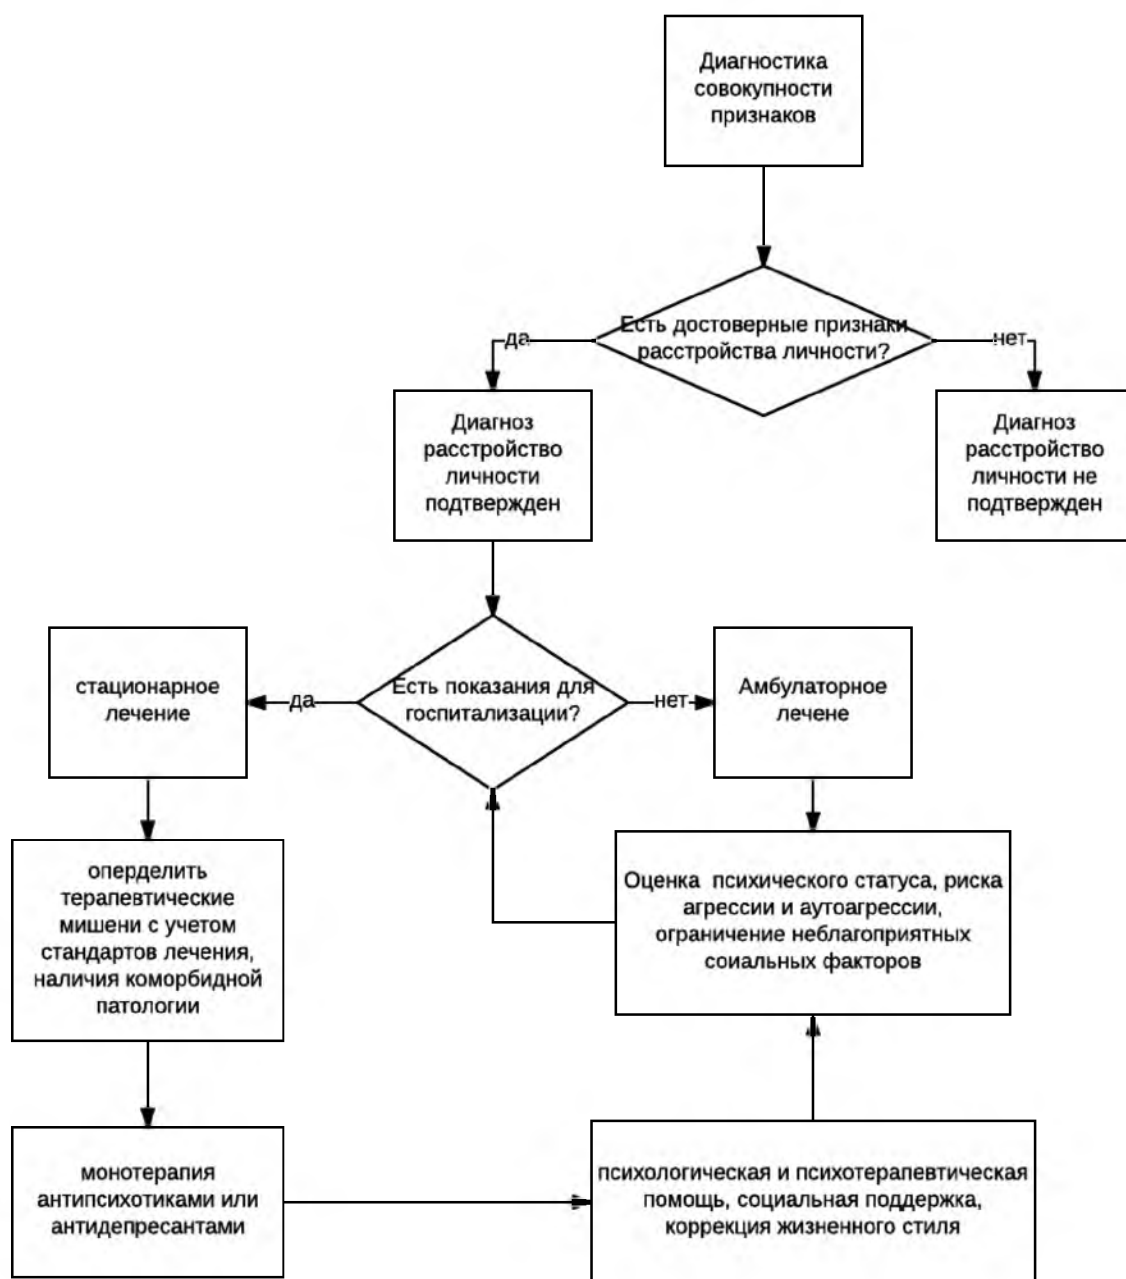 Диагностика
совокупности
признаков
Есть достоверные признаки
расстройства личности?
да
нет
Диагноз
расстройство
личности
подтвержден
Диагноз
расстройство
личности не
подтвержден
стационарное
лечение
да
Есть показания для
госпитализации?
нет
Амбулаторное
лечене
оперделить
терапевтические
мишени с учетом
стандартов лечения,
наличия коморбидной
патологии
Оценка психического статуса, риска
агрессии и аутоагрессии,
ограничение неблагоприятных
соиальных факторов
монотерапия
антипсихотиками или
антидепресантами
психологическая и психотерапевтическая
помощь, социальная поддержка,
коррекция жизненного стиля